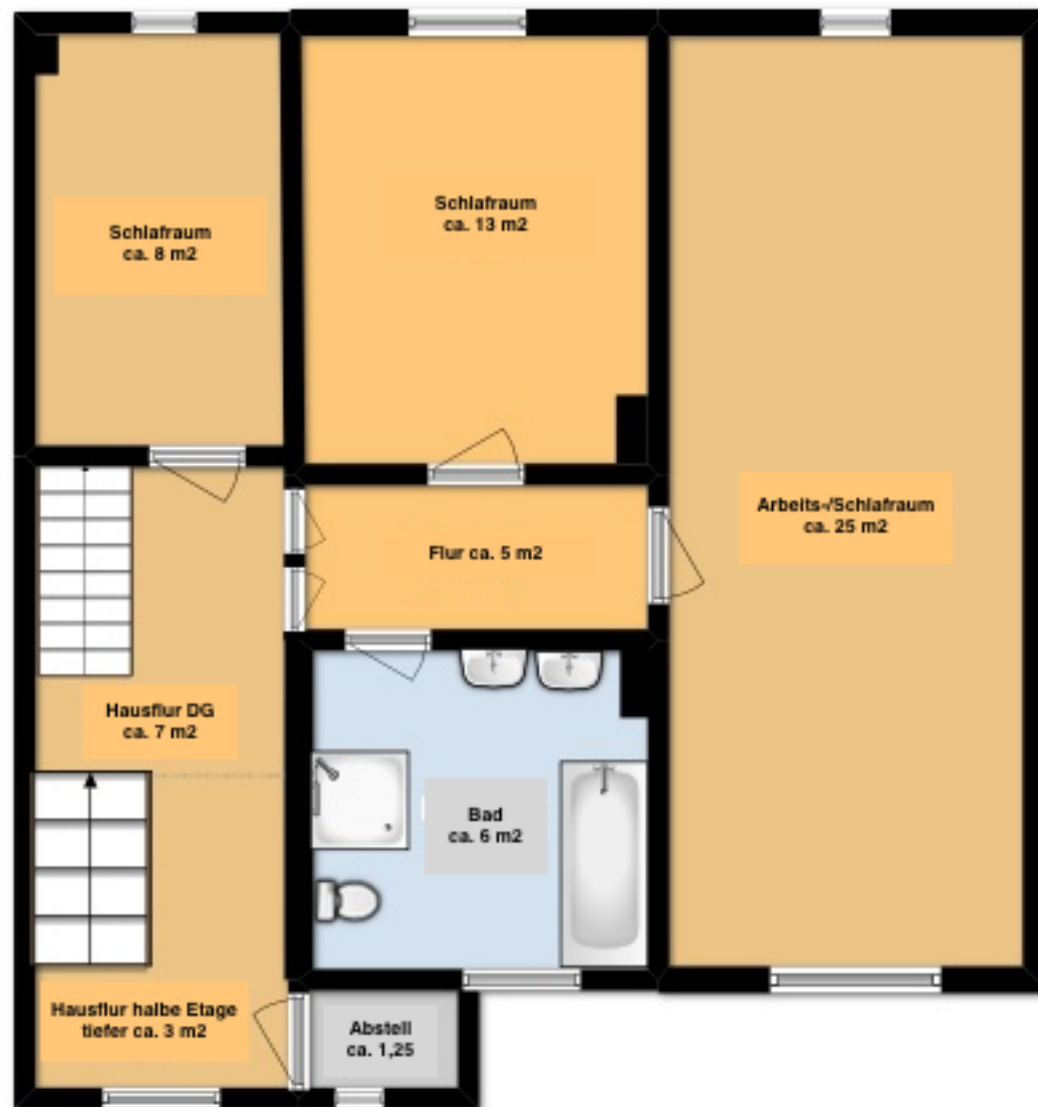 Schlafraum
ca. 8 m2
Schlafraum
ca. 13 m2
Arbeits-/Schlafraum
ca. 25 m2
Flur ca. 5 m2
Hausflur DG
ca. 7 m2
Bad
ca. 6 m2
Hausflur halbe Etage
tiefer ca. 3 m2
Abstell
ca. 1,25